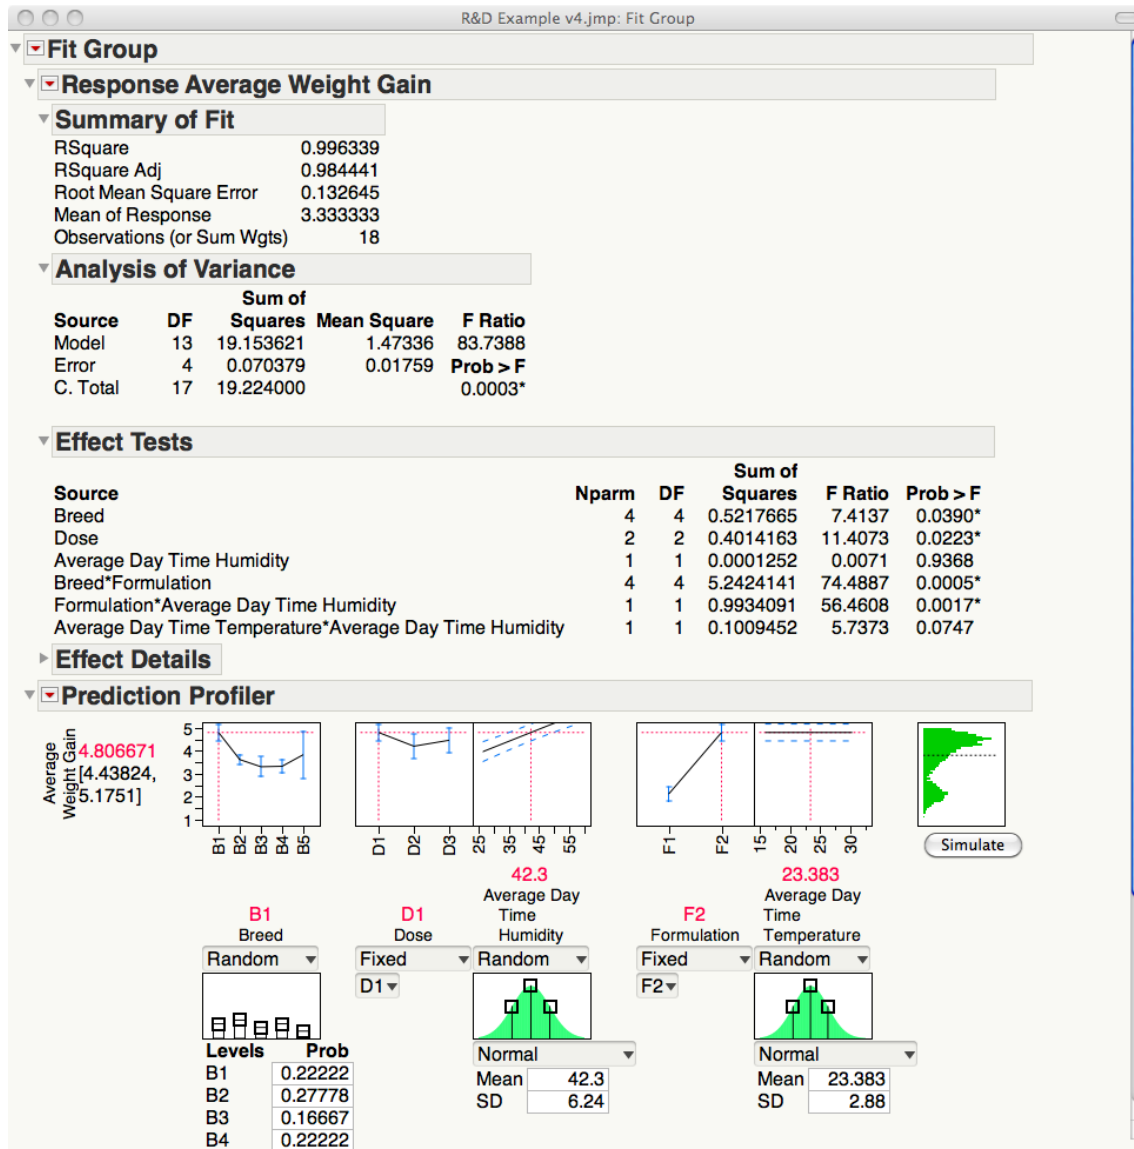 R&D Example v4.jmp: Fit Group
Fit Group
Response Average Weight Gain
Summary of Fit
RSquare 0.996339
RSquare Adj 0.984441
Root Mean Square Error 0.132645
Mean of Response 3.333333
Observations (or Sum Wgts) 18
Analysis of Variance
Sum of
Source DF Squares Mean Square F Ratio
Model 13 19.153621 1.47336 83.7388
Error 4 0.070379 0.01759 Prob > F
C. Total 17 19.224000 0.0003*
Effect Tests
Sum of
Source Nparm DF Squares F Ratio Prob > F
Breed 4 4 0.5217665 7.4137 0.0390*
Dose 2 2 0.4014163 11.4073 0.0223*
Average Day Time Humidity 1 1 0.0001252 0.0071 0.9368
Breed*Formulation 4 4 5.2424141 74.4887 0.0005*
Formulation*Average Day Time Humidity 1 1 0.9934091 56.4608 0.0017*
Average Day Time Temperature*Average Day Time Humidity 1 1 0.1009452 5.7373 0.0747
Effect Details
Prediction Profiler
Average
Weight Gain
4.806671
[4.43824,
5.1751]
5
4
3
2
1
B1 B2 B3 B4 B5 D1 D2 D3 25 35 45 55 F1 F2 15 20 25 30
Simulate
42.3 23.383
Average Day Average Day
B1 D1 Time F2 Time
Breed Dose Humidity Formulation Temperature
Random Fixed Random Fixed Random
D1 F2
Levels Prob Normal Normal
B1 0.22222 Mean 42.3 Mean 23.383
B2 0.27778 SD 6.24 SD 2.88
B3 0.16667
B4 0.22222